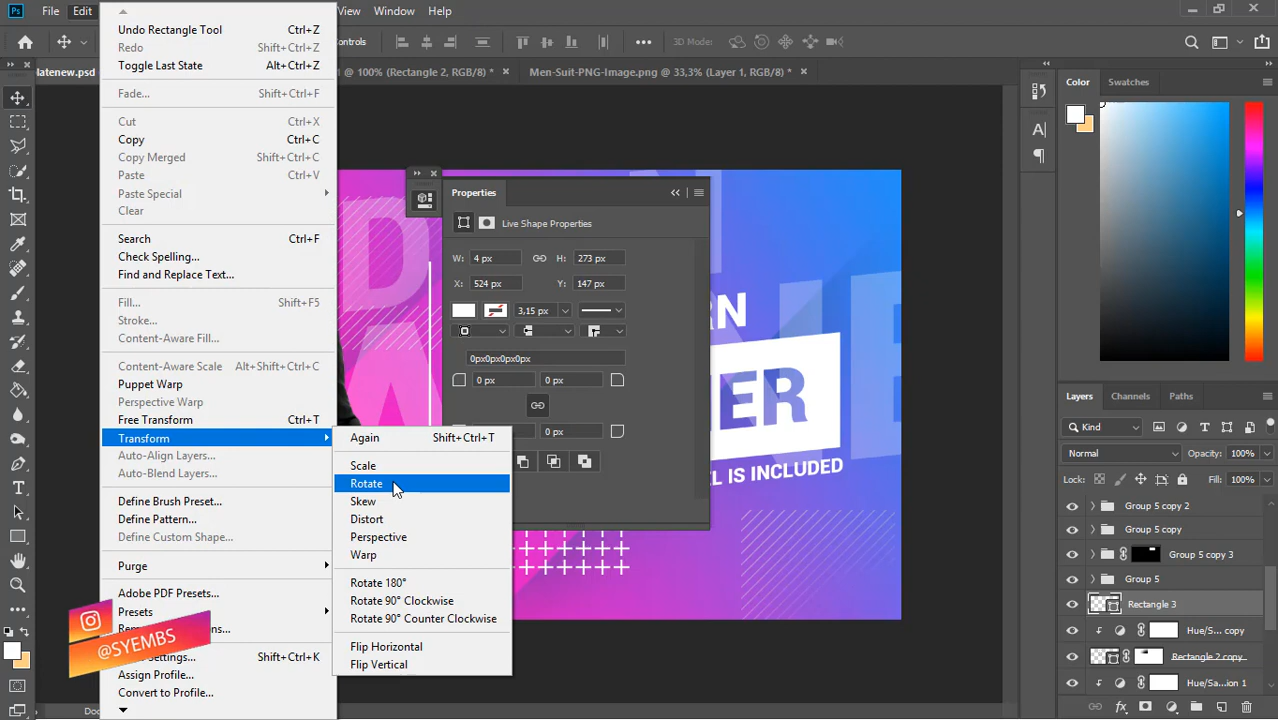 Ps File Edit View Window Help
Undo Rectangle Tool Ctrl+Z
Redo Shift+Ctrl+Z
Toggle Last State Alt+Ctrl+Z
Fade... Shift+Ctrl+F
Cut Ctrl+X
Copy Ctrl+C
Copy Merged Shift+Ctrl+C
Paste Ctrl+V
Paste Special
Clear
Search Ctrl+F
Check Spelling...
Find and Replace Text...
Fill... Shift+F5
Stroke...
Content-Aware Fill...
Content-Aware Scale Alt+Shift+Ctrl+C
Puppet Warp
Perspective Warp
Free Transform Ctrl+T
Transform
Auto-Align Layers...
Auto-Blend Layers...
Define Brush Preset...
Define Pattern...
Define Custom Shape...
Purge
Adobe PDF Presets...
Presets
Settings... Shift+Ctrl+K
Assign Profile...
Convert to Profile...
@SYEMBS
Again Shift+Ctrl+T
Scale
Rotate
Skew
Distort
Perspective
Warp
Rotate 180°
Rotate 90° Clockwise
Rotate 90° Counter Clockwise
Flip Horizontal
Flip Vertical
ontrols
3D Mode:
latenew.psd
1 @ 100% (Rectangle 2, RGB/8) *
Men-Suit-PNG-Image.png @ 33,3% (Layer 1, RGB/8) *
Properties
Live Shape Properties
W: 4 px H: 273 px
X: 524 px Y: 147 px
3,15 px
0px0px0px0px
0 px 0 px
0 px
RN
NER
L IS INCLUDED
Color Swatches
Layers Channels Paths
Kind
Normal Opacity: 100%
Lock: Fill: 100%
Group 5 copy 2
Group 5 copy
Group 5 copy 3
Group 5
Rectangle 3
Hue/S... copy
Rectangle 2 copy
Hue/Sa...ion 1